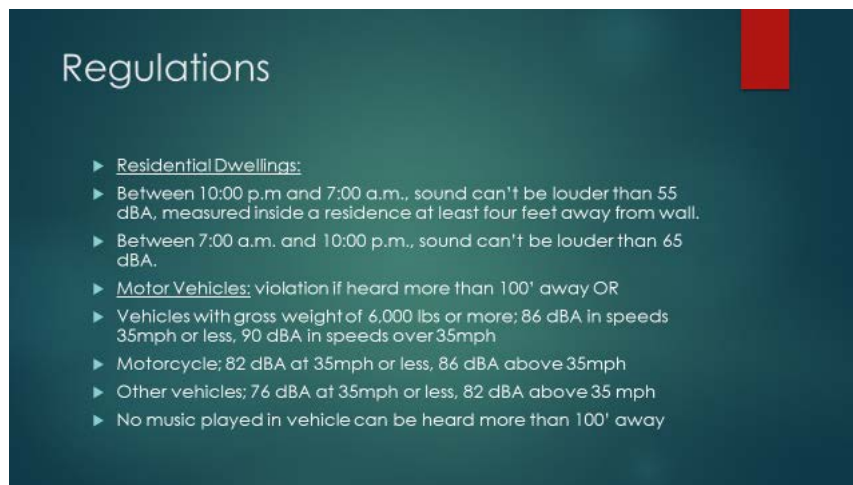 Regulations
Residential Dwellings:
Between 10:00 p.m and 7:00 a.m., sound can't be louder than 55
dBA, measured inside a residence at least four feet away from wall.
Between 7:00 a.m. and 10:00 p.m., sound can't be louder than 65
dBA.
Motor Vehicles: violation if heard more than 100' away OR
Vehicles with gross weight of 6,000 lbs or more; 86 dBA in speeds
35mph or less, 90 dBA in speeds over 35mph
Motorcycle; 82 dBA at 35mph or less, 86 dBA above 35mph
Other vehicles; 76 dBA at 35mph or less, 82 dBA above 35 mph
No music played in vehicle can be heard more than 100' away